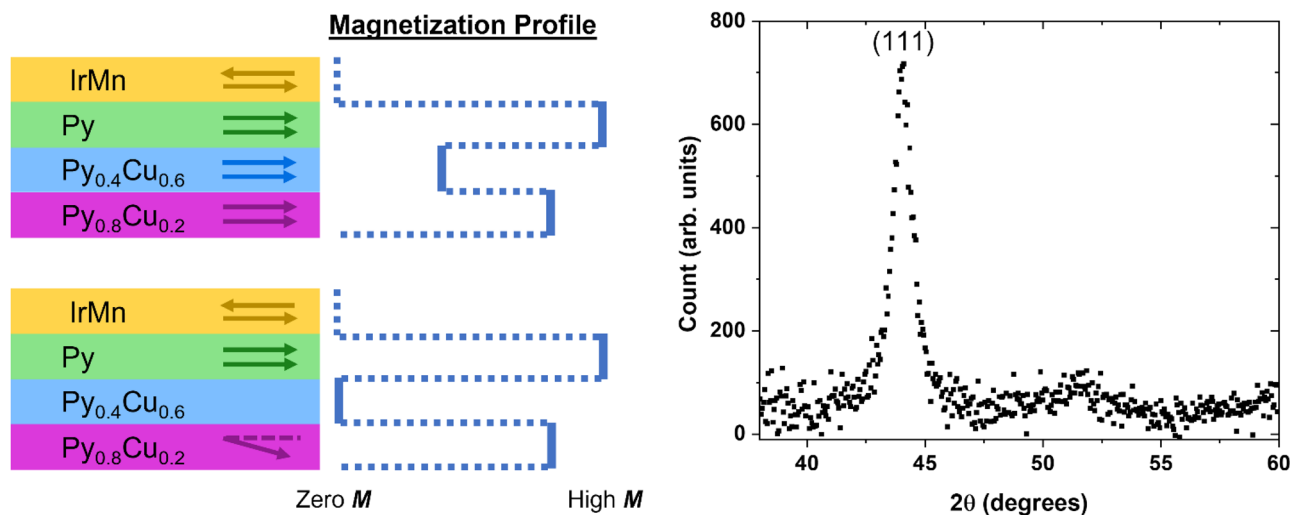 Magnetization Profile
IrMn
Py
Py0.4Cu0.6
Py0.8Cu0.2
IrMn
Py
Py0.4Cu0.6
Py0.8Cu0.2
Zero M
High M
(111)
800
600
400
200
0
Count (arb. units)
40 45 50 55 60
2θ (degrees)